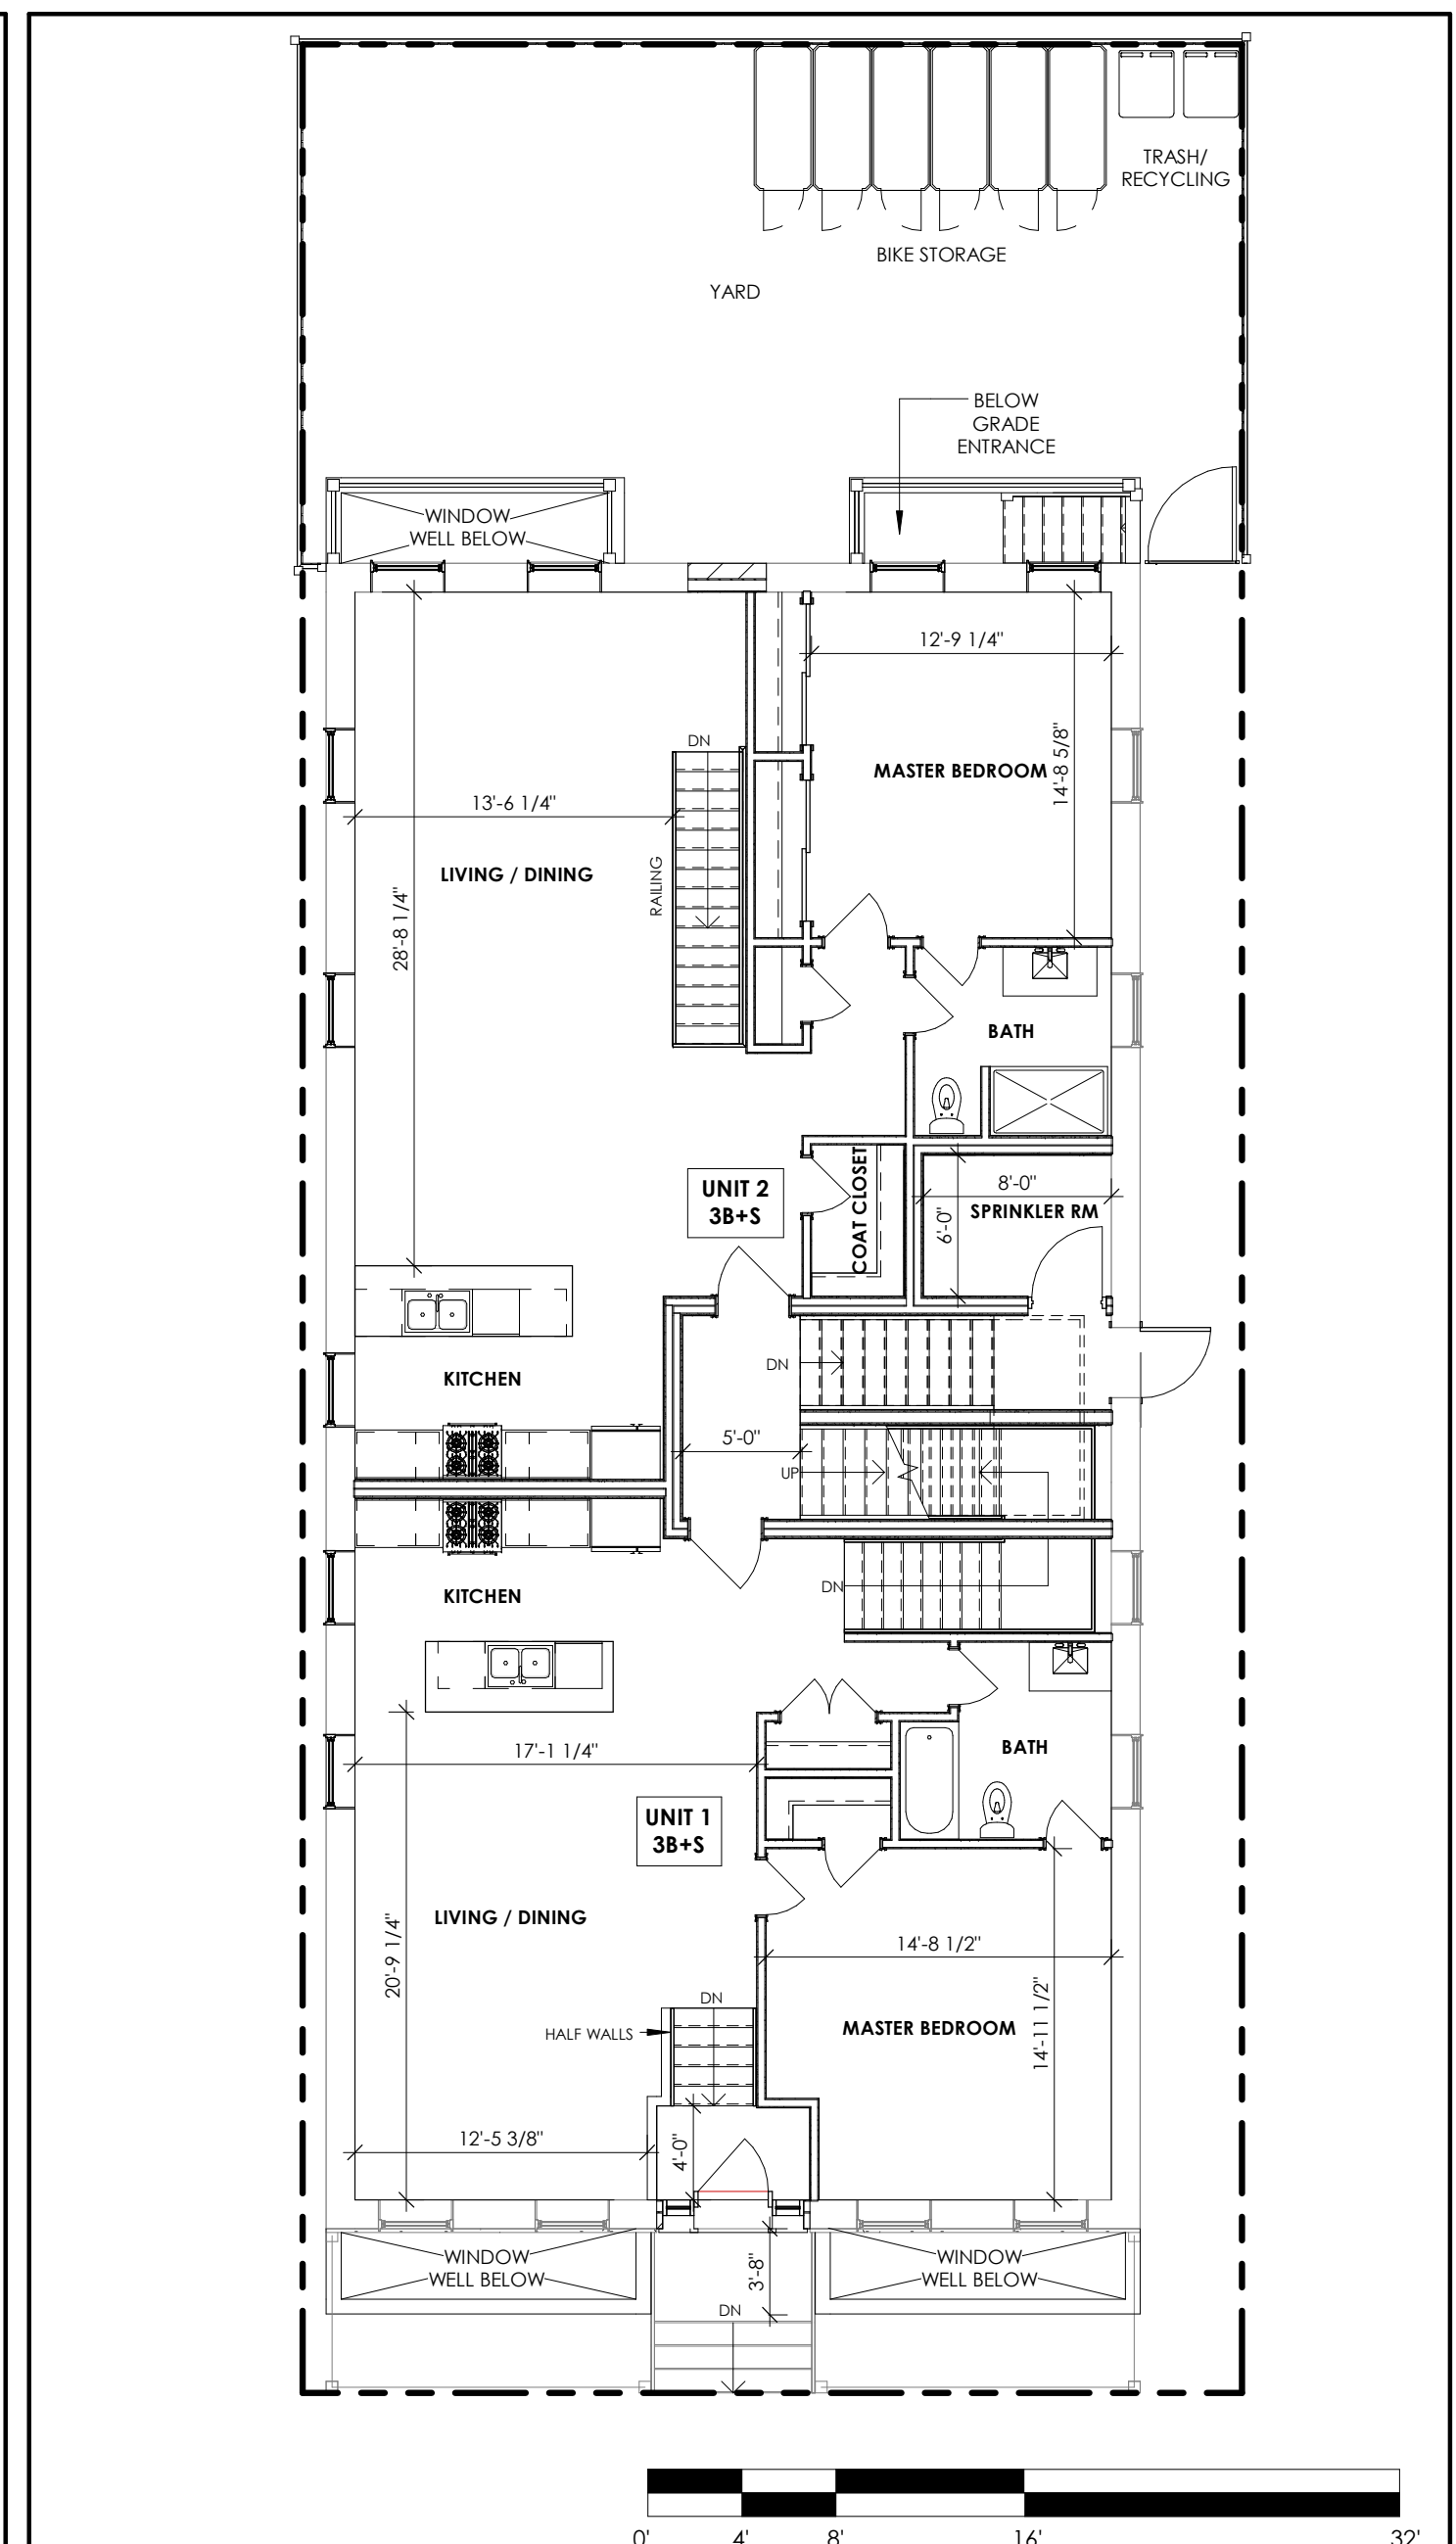 TRASH/
RECYCLING
BIKE STORAGE
YARD
BELOW
GRADE
ENTRANCE
WINDOW
WELL BELOW
12'-9 1/4"
DN
14'-8 5/8"
MASTER BEDROOM
13'-6 1/4"
LIVING / DINING
RAILING
28'-8 1/4"
BATH
COAT CLOSET
UNIT 2
3B+S
8'-0"
SPRINKLER RM
6'-0"
DN
KITCHEN
5'-0"
UP
DN
KITCHEN
17'-1 1/4"
BATH
UNIT 1
3B+S
LIVING / DINING
20'-9 1/4"
14'-8 1/2"
DN
HALF WALLS
MASTER BEDROOM
14'-11 1/2"
12'-5 3/8"
4'-0"
WINDOW
WELL BELOW
3'-8"
WINDOW
WELL BELOW
DN
0' 4' 8' 16' 32'